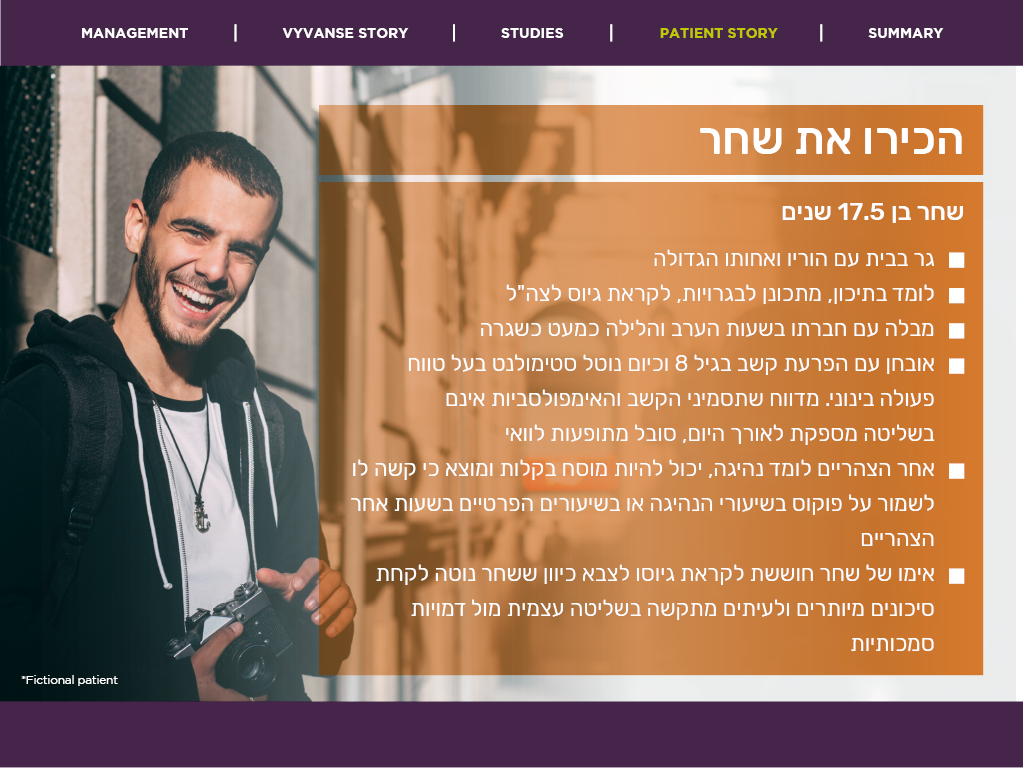 MANAGEMENT | VYVANSE STORY | STUDIES | PATIENT STORY | SUMMARY
הכירו את שחר
שחר בן 17.5 שנים
גר בבית עם הוריו ואחותו הגדולה
לומד בתיכון, מתכונן לבגרויות, לקראת גיוס לצה"ל
מבלה עם חברתו בשעות הערב והלילה כמעט כשגרה
אובחן עם הפרעת קשב בגיל 8 וכיום נוטל סטימולנט בעל טווח
פעולה בינוני. מדווח שתסמיני הקשב והאימפולסביות אינם
בשליטה מספקת לאורך היום, סובל מתופעות לוואי
אחר הצהריים לומד נהיגה, יכול להיות מוסח בקלות ומוצא כי קשה לו
לשמור על פוקוס בשיעורי הנהיגה או בשיעורים הפרטיים בשעות אחר
הצהריים
אימו של שחר חוששת לקראת גיוסו לצבא כיוון ששחר נוטה לקחת
סיכונים מיותרים ולעיתים מתקשה בשליטה עצמית מול דמויות
סמכותיות
*Fictional patient